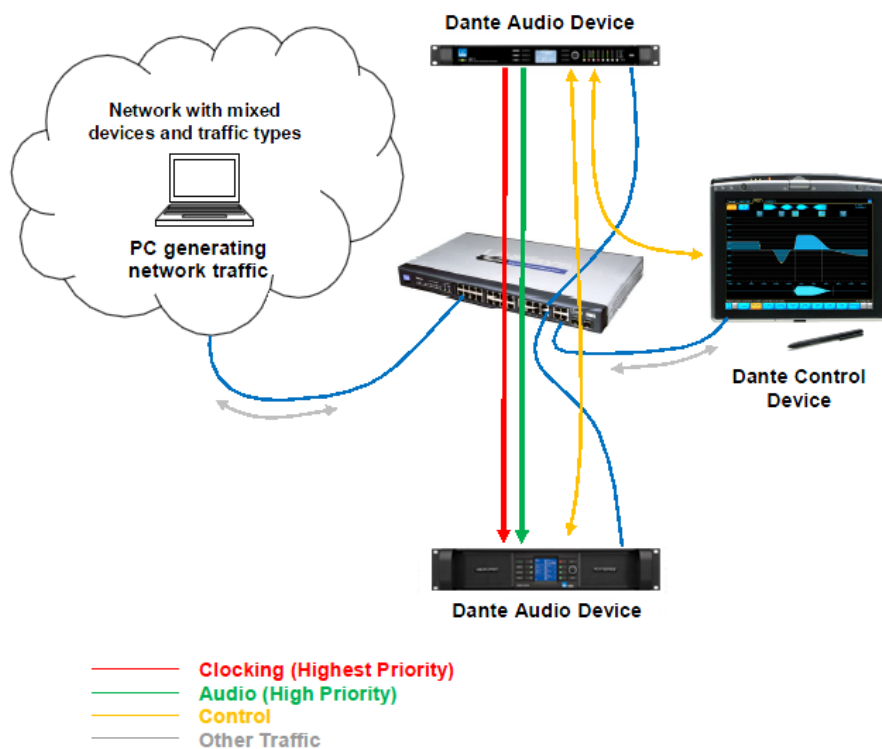 Dante Audio Device
Network with mixed
devices and traffic types
PC generating
network traffic
Dante Control
Device
Dante Audio Device
Clocking (Highest Priority)
Audio (High Priority)
Control
Other Traffic